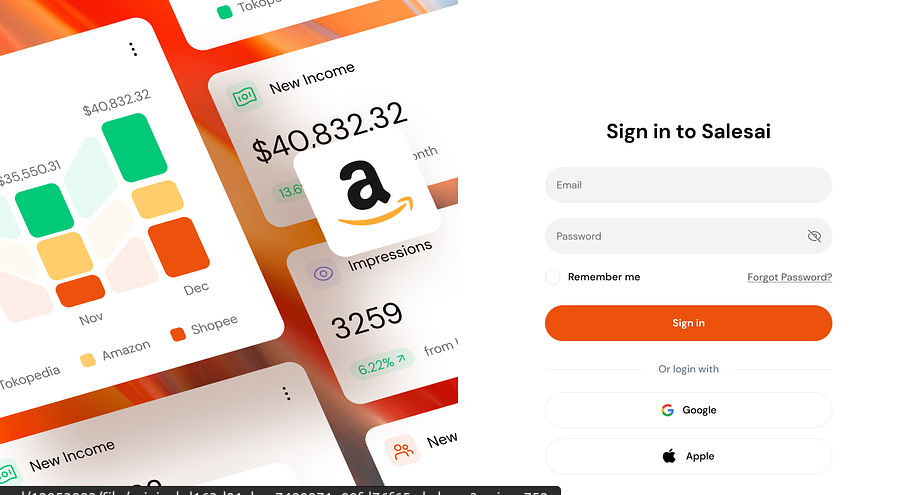 Tokopedia
$40,832.32
$35,550.31
Nov
Dec
Tokopedia
Amazon
Shopee
New Income
$40,832.32
13.6
onth
a
Impressions
3259
6.22%
from
New Income
New
Sign in to Salesai
Email
Password
Remember me
Forgot Password?
Sign in
Or login with
Google
Apple